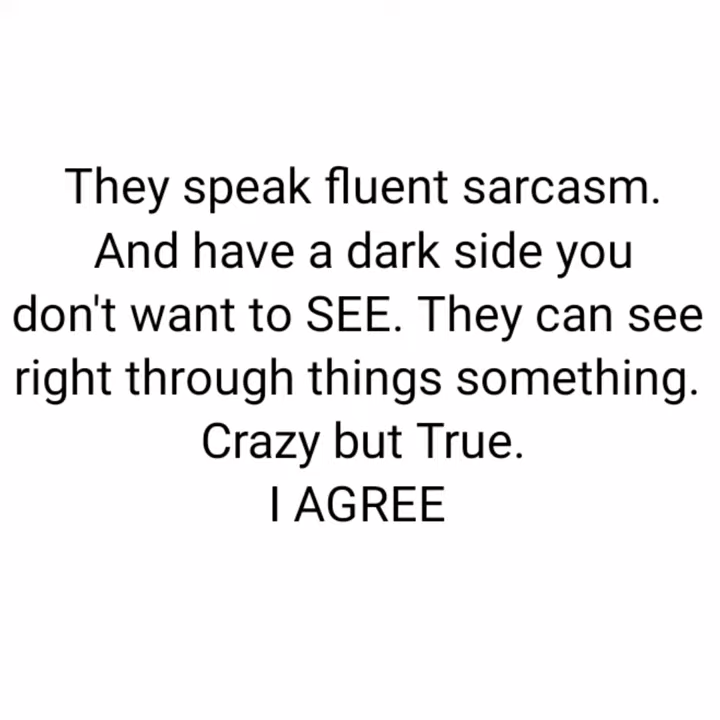 They speak fluent sarcasm.
And have a dark side you
don't want to SEE. They can see
right through things something.
Crazy but True.
I AGREE